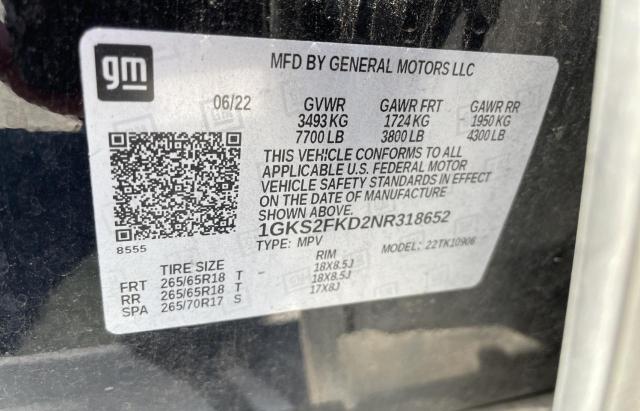 gm
MFD BY GENERAL MOTORS LLC
06/22 GVWR GAWR FRT GAWR RR
3493 KG 1724 KG 1950 KG
7700 LB 3800 LB 4300 LB
THIS VEHICLE CONFORMS TO ALL
APPLICABLE U.S. FEDERAL MOTOR
VEHICLE SAFETY STANDARDS IN EFFECT
ON THE DATE OF MANUFACTURE
SHOWN ABOVE.
1GKS2FKD2NR318652
8555
TYPE: MPV MODEL: 22TK10906
TIRE SIZE RIM
FRT 265/65R18 T 18X8.5J
RR 265/65R18 T 18X8.5J
SPA 265/70R17 S 17X8J